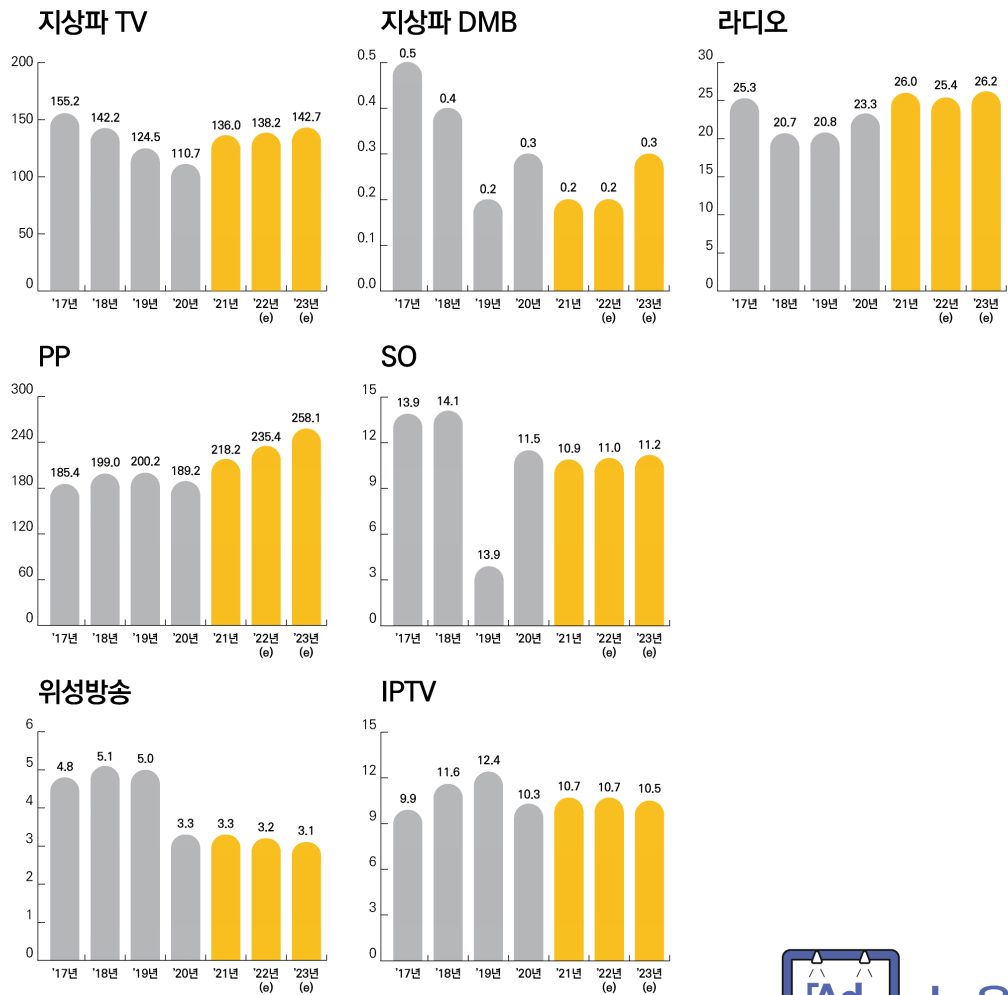 지상파 TV
200
150
100
50
0
155.2
142.2
124.5
110.7
136.0
138.2
142.7
'17년
'18년
'19년
'20년
'21년
'22년
(e)
'23년
(e)
지상파 DMB
0.5
0.4
0.3
0.2
0.1
0.0
0.5
0.4
0.2
0.3
0.2
0.2
0.3
'17년
'18년
'19년
'20년
'21년
'22년
(e)
'23년
(e)
라디오
30
25
20
15
10
5
0
25.3
20.7
20.8
23.3
26.0
25.4
26.2
'17년
'18년
'19년
'20년
'21년
'22년
(e)
'23년
(e)
PP
300
240
180
120
60
0
185.4
199.0
200.2
189.2
218.2
235.4
258.1
'17년
'18년
'19년
'20년
'21년
'22년
(e)
'23년
(e)
SO
15
12
9
6
3
0
13.9
14.1
13.9
11.5
10.9
11.0
11.2
'17년
'18년
'19년
'20년
'21년
'22년
(e)
'23년
(e)
위성방송
6
5
4
3
2
1
0
4.8
5.1
5.0
3.3
3.3
3.2
3.1
'17년
'18년
'19년
'20년
'21년
'22년
(e)
'23년
(e)
IPTV
15
12
9
6
3
0
9.9
11.6
12.4
10.3
10.7
10.7
10.5
'17년
'18년
'19년
'20년
'21년
'22년
(e)
'23년
(e)